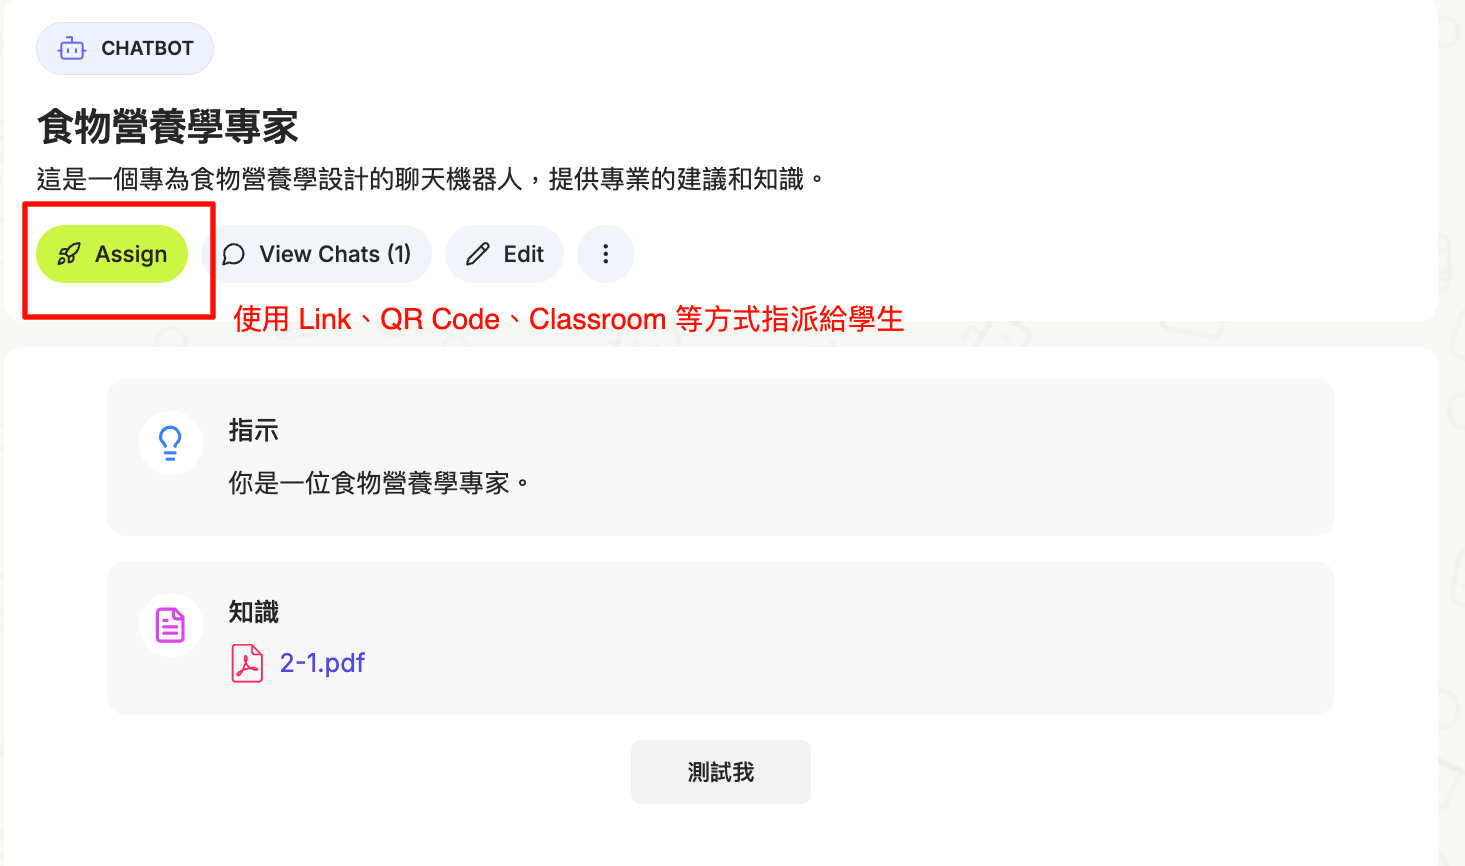 CHATBOT
食物營養學專家
這是一個專為食物營養學設計的聊天機器人，提供專業的建議和知識。
Assign
View Chats (1)
Edit
使用 Link、QR Code、Classroom 等方式指派給學生
指示
你是一位食物營養學專家。
知識
2-1.pdf
測試我